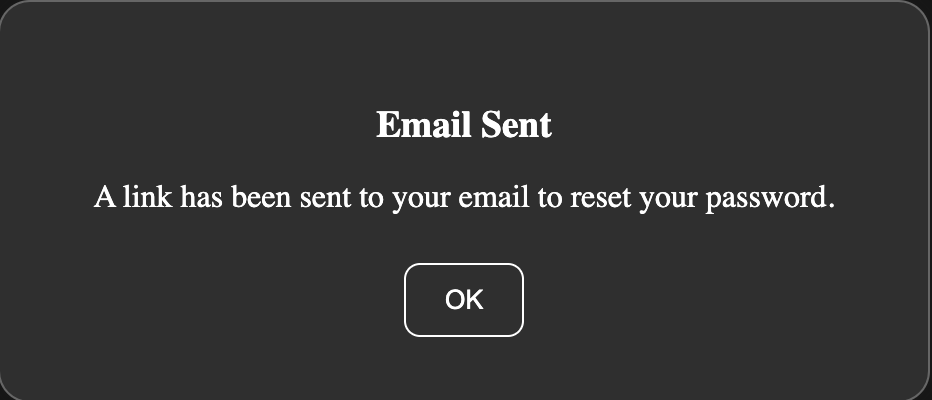 Email Sent
A link has been sent to your email to reset your password.
OK